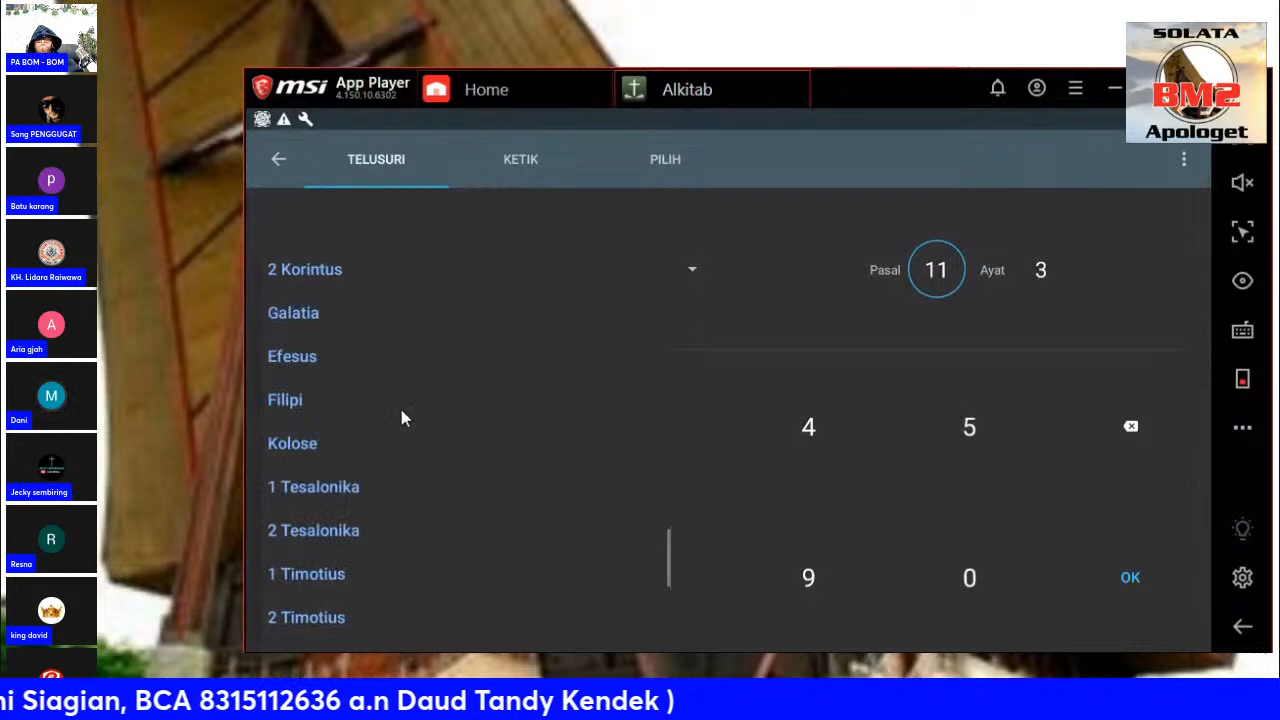 PA BOM - BOM
Sang PENGGUGAT
P
Batu karang
KH. Lidara Raiwawa
A
Aria gjah
M
Dani
Jecky sembiring
R
Resna
king david
msi App Player
4.150.10.6302
Home
Alkitab
SOLATA
BM2
Apologet
TELUSURI
KETIK
PILIH
2 Korintus
Pasal 11 Ayat 3
Galatia
Efesus
Filipi
Kolose
1 Tesalonika
2 Tesalonika
1 Timotius
2 Timotius
4 5
9 0 OK
ni Siagian, BCA 8315112636 a.n Daud Tandy Kendek )